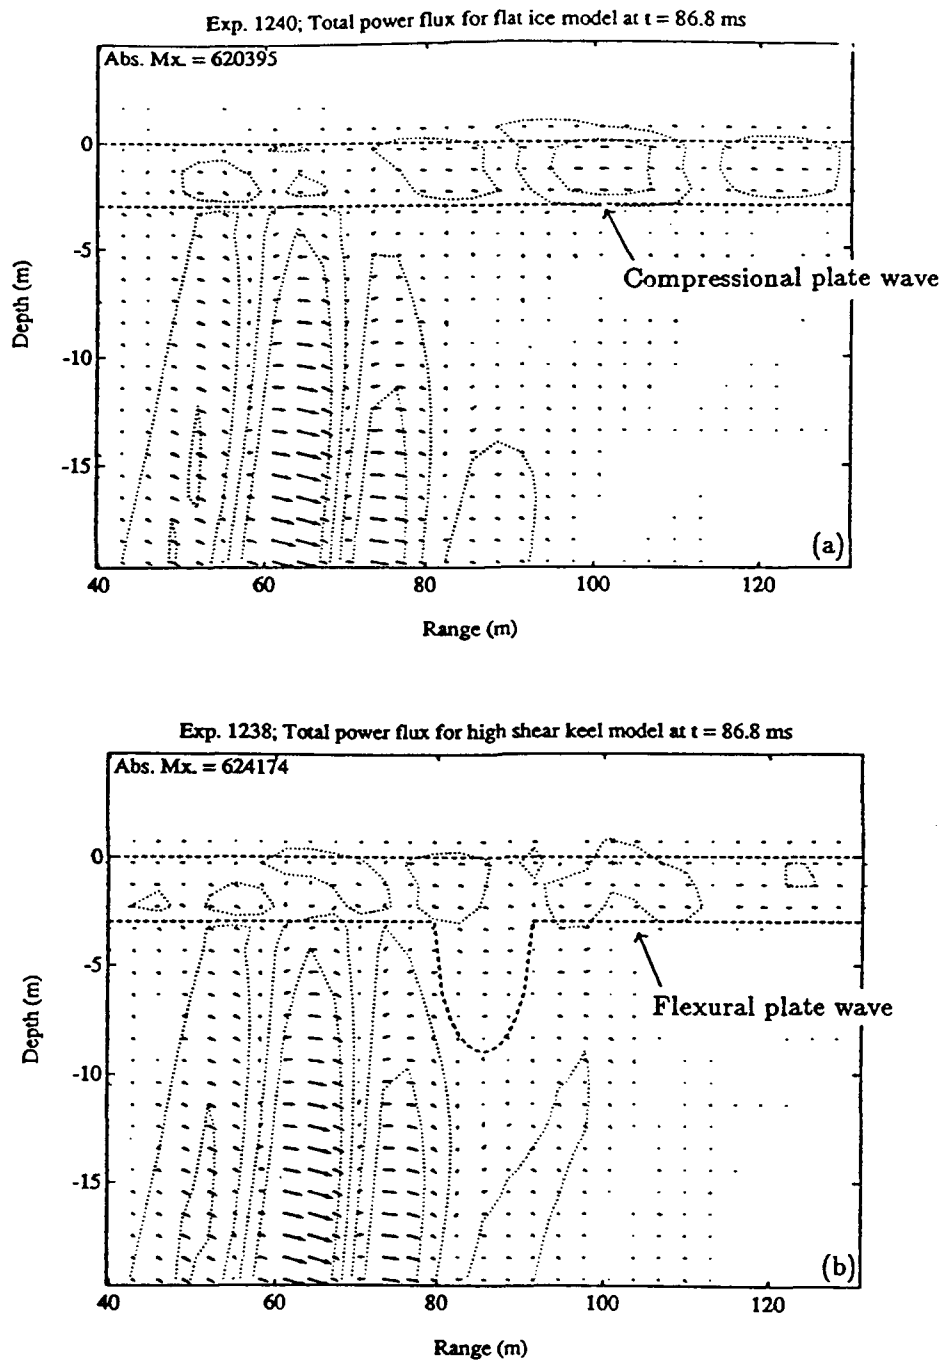 Exp. 1240; Total power flux for flat ice model at t = 86.8 ms
Abs. Mx. = 620395
0
-5
-10
-15
Depth (m)
Compressional plate wave
(a)
40 60 80 100 120
Range (m)
Exp. 1238; Total power flux for high shear keel model at t = 86.8 ms
Abs. Mx. = 624174
0
-5
-10
-15
Depth (m)
Flexural plate wave
(b)
40 60 80 100 120
Range (m)